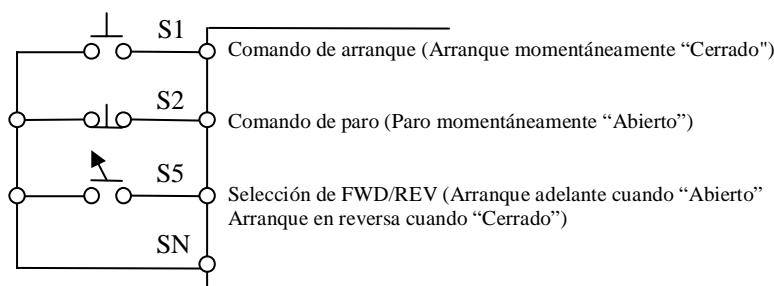 S1
Comando de arranque (Arranque momentáneamente “Cerrado")
S2
Comando de paro (Paro momentáneamente “Abierto”)
S5
Selección de FWD/REV (Arranque adelante cuando “Abierto”
Arranque en reversa cuando “Cerrado”)
SN